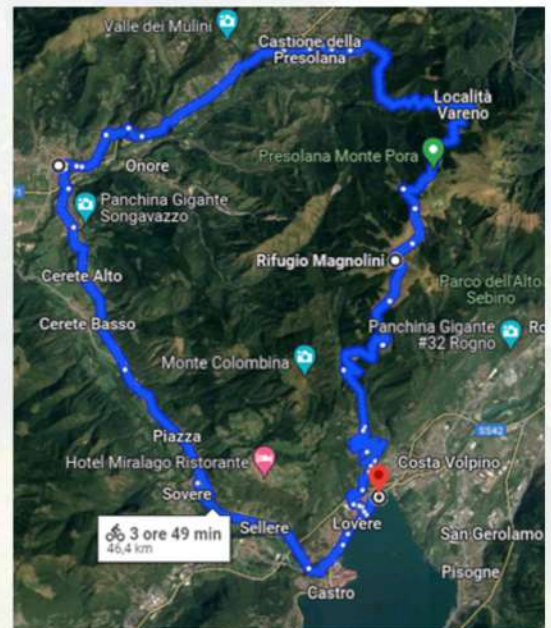 Valle dei Mulini
Castione della
Presolana
Località
Vareno
Presolana Monte Pora
Onore
Panchina Gigante
Songavazzo
Rifugio Magnolini
Cerete Alto
Parco dell'Alto
Sebino
Cerete Basso
Panchina Gigante
#32 Rogno
Ro
Monte Colombina
SS42
Piazza
Hotel Miralago Ristorante
Costa Volpino
Sovere
3 ore 49 min
46,4 km
Sellere
Lovere
San Gerolamo
Castro
Pisogne